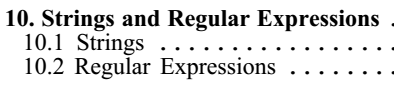 10. Strings and Regular Expressions .
10.1 Strings . . . . . . . . . . . . . . . . .
10.2 Regular Expressions . . . . . . . .